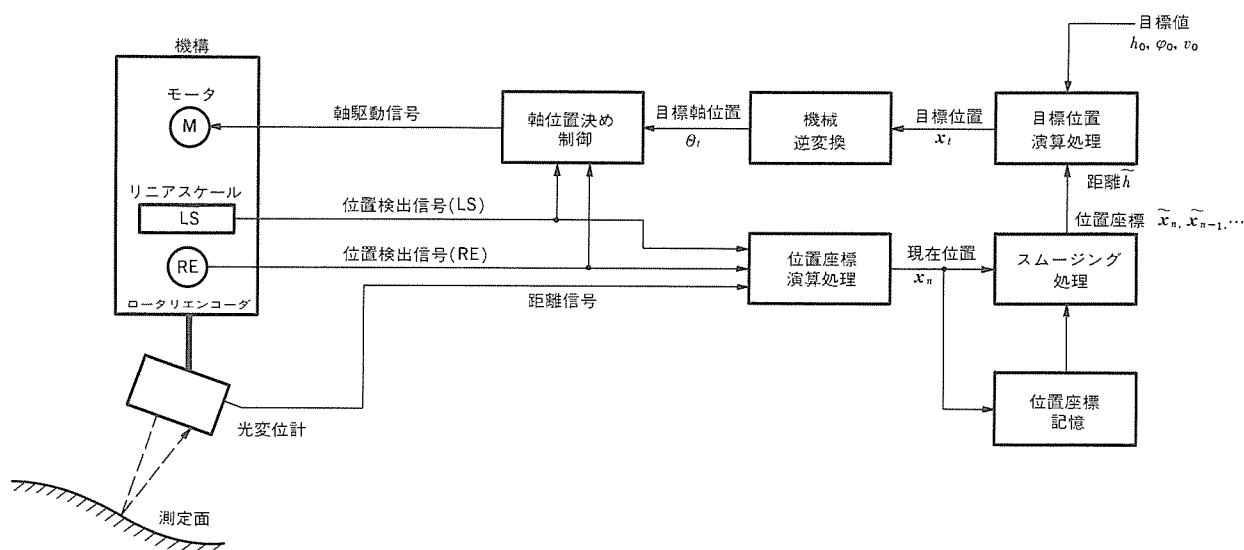 目標値
h₀, φ₀, v₀
機構
モータ
M
軸駆動信号
軸位置決め
制御
目標軸位置
θₜ
機械
逆変換
目標位置
xₜ
目標位置
演算処理
距離h̃
リニアスケール
LS
位置検出信号(LS)
位置座標 x̃ₙ, x̃ₙ₋₁,…
RE
位置検出信号(RE)
ロータリエンコーダ
距離信号
位置座標
演算処理
現在位置
xₙ
スムージング
処理
位置座標
記憶
光変位計
測定面